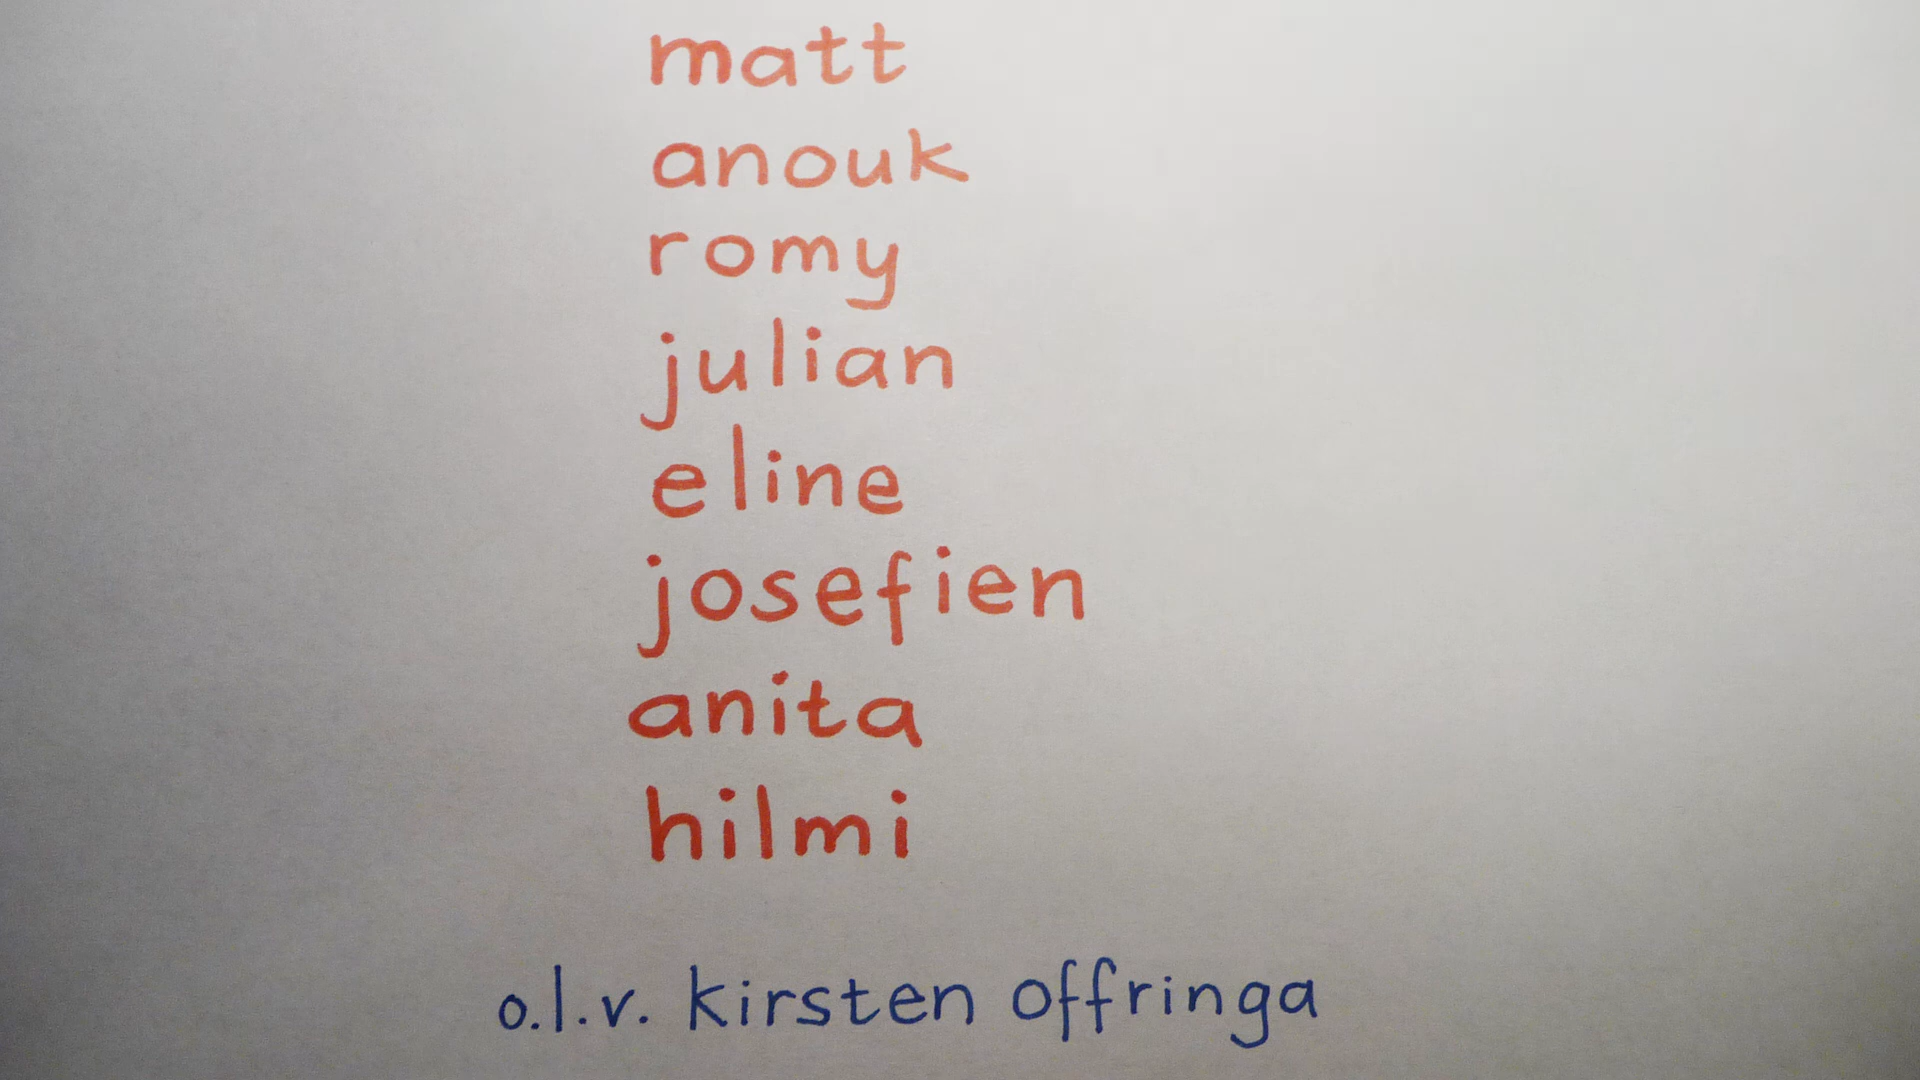 matt
anouk
romy
julian
eline
josefien
anita
hilmi
o.l.v. kirsten offringa